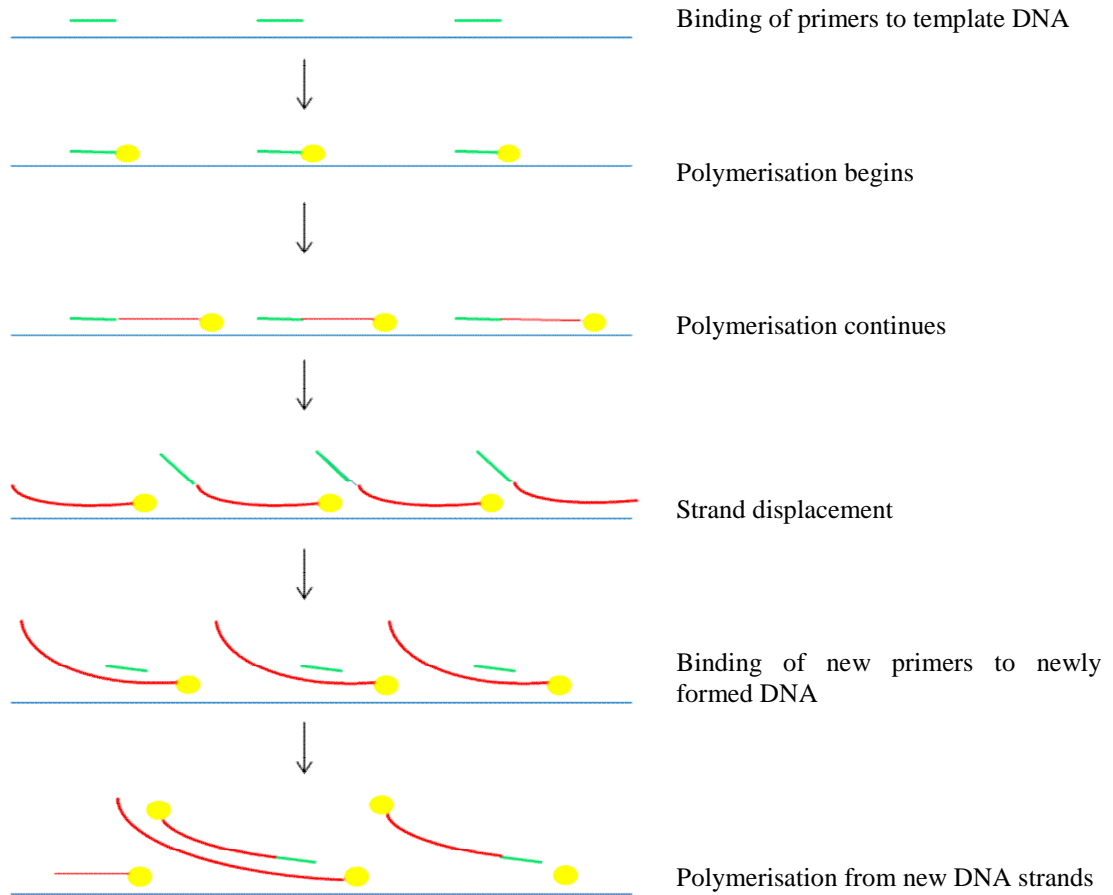 Binding of primers to template DNA
Polymerisation begins
Polymerisation continues
Strand displacement
Binding of new primers to newly
formed DNA
Polymerisation from new DNA strands